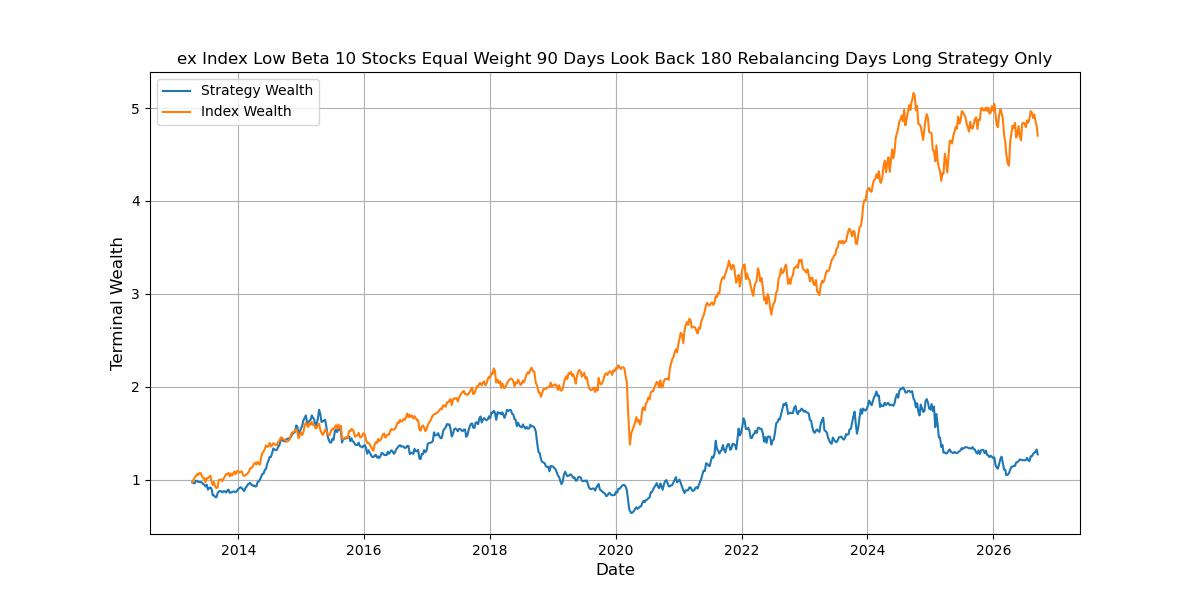 ex Index Low Beta 10 Stocks Equal Weight 90 Days Look Back 180 Rebalancing Days Long Strategy Only
Strategy Wealth
Index Wealth
5
4
3
2
1
Terminal Wealth
2014 2016 2018 2020 2022 2024 2026
Date